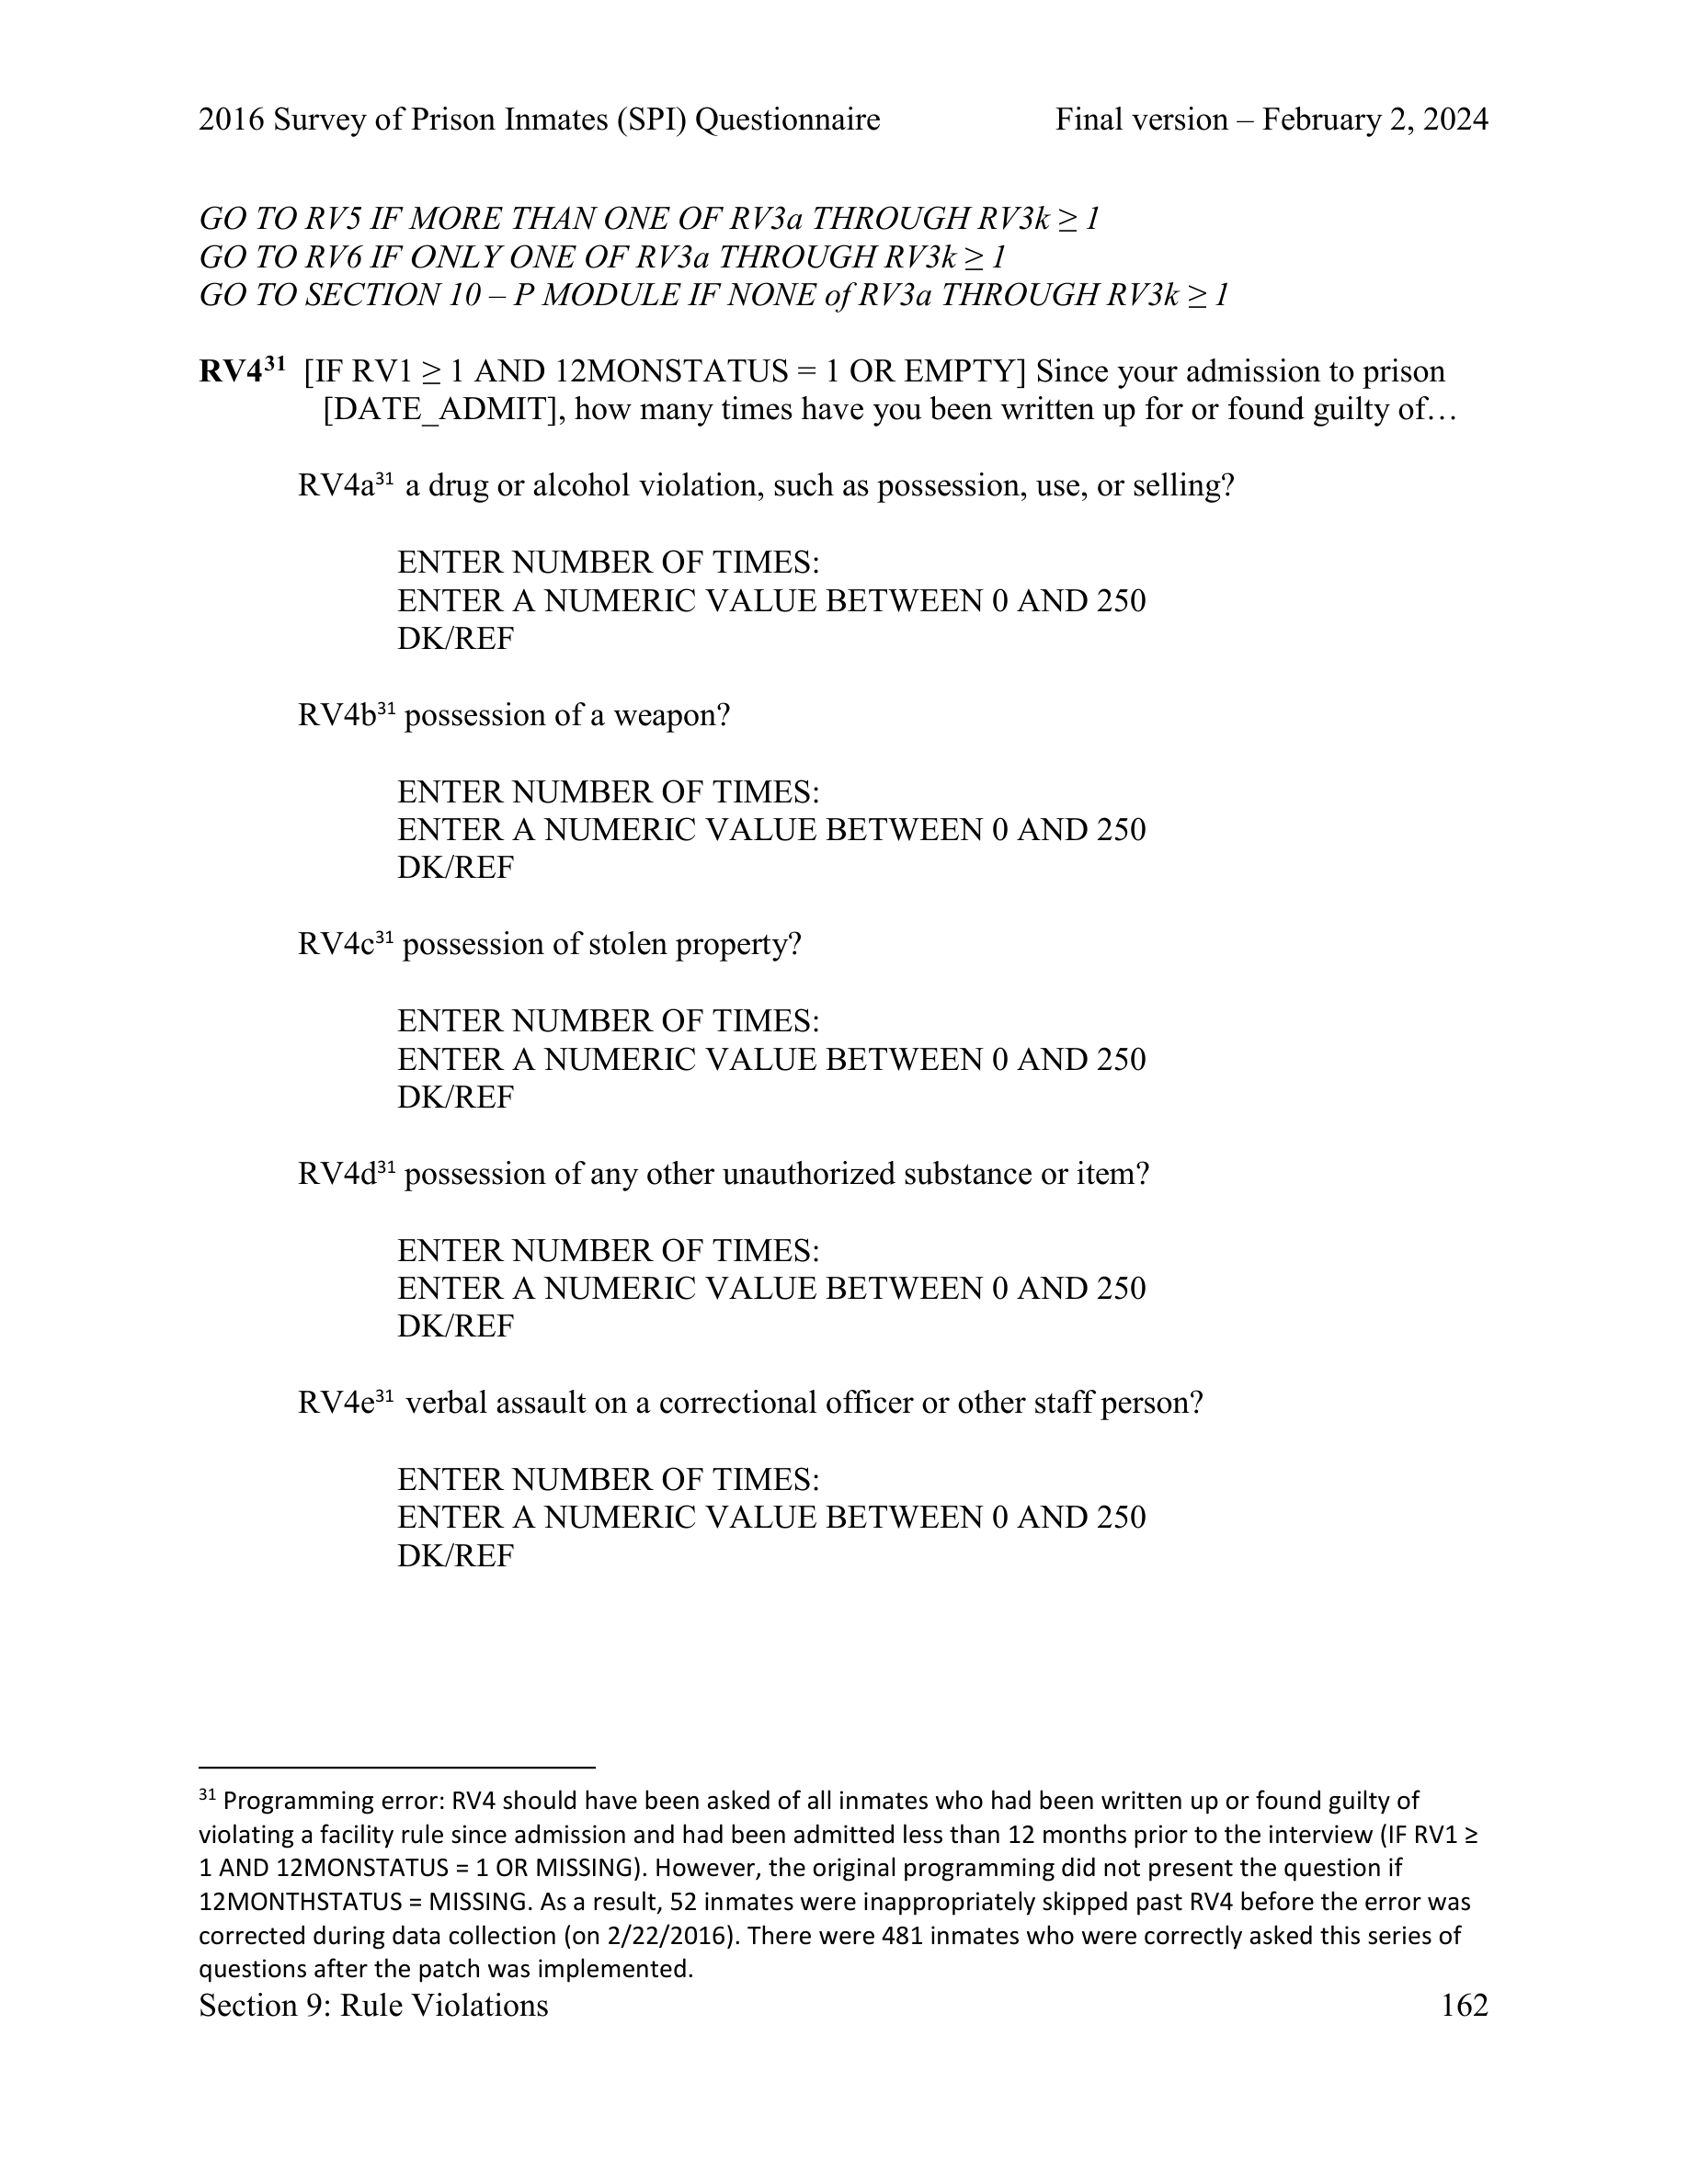 2016 Survey of Prison Inmates (SPI) Questionnaire Final version – February 2, 2024
GO TO RV5 IF MORE THAN ONE OF RV3a THROUGH RV3k ≥ 1
GO TO RV6 IF ONLY ONE OF RV3a THROUGH RV3k ≥ 1
GO TO SECTION 10 – P MODULE IF NONE of RV3a THROUGH RV3k ≥ 1
RV4³¹ [IF RV1 ≥ 1 AND 12MONSTATUS = 1 OR EMPTY] Since your admission to prison
[DATE_ADMIT], how many times have you been written up for or found guilty of…
RV4a³¹ a drug or alcohol violation, such as possession, use, or selling?
ENTER NUMBER OF TIMES:
ENTER A NUMERIC VALUE BETWEEN 0 AND 250
DK/REF
RV4b³¹ possession of a weapon?
ENTER NUMBER OF TIMES:
ENTER A NUMERIC VALUE BETWEEN 0 AND 250
DK/REF
RV4c³¹ possession of stolen property?
ENTER NUMBER OF TIMES:
ENTER A NUMERIC VALUE BETWEEN 0 AND 250
DK/REF
RV4d³¹ possession of any other unauthorized substance or item?
ENTER NUMBER OF TIMES:
ENTER A NUMERIC VALUE BETWEEN 0 AND 250
DK/REF
RV4e³¹ verbal assault on a correctional officer or other staff person?
ENTER NUMBER OF TIMES:
ENTER A NUMERIC VALUE BETWEEN 0 AND 250
DK/REF
³¹ Programming error: RV4 should have been asked of all inmates who had been written up or found guilty of
violating a facility rule since admission and had been admitted less than 12 months prior to the interview (IF RV1 ≥
1 AND 12MONSTATUS = 1 OR MISSING). However, the original programming did not present the question if
12MONTHSTATUS = MISSING. As a result, 52 inmates were inappropriately skipped past RV4 before the error was
corrected during data collection (on 2/22/2016). There were 481 inmates who were correctly asked this series of
questions after the patch was implemented.
Section 9: Rule Violations 162